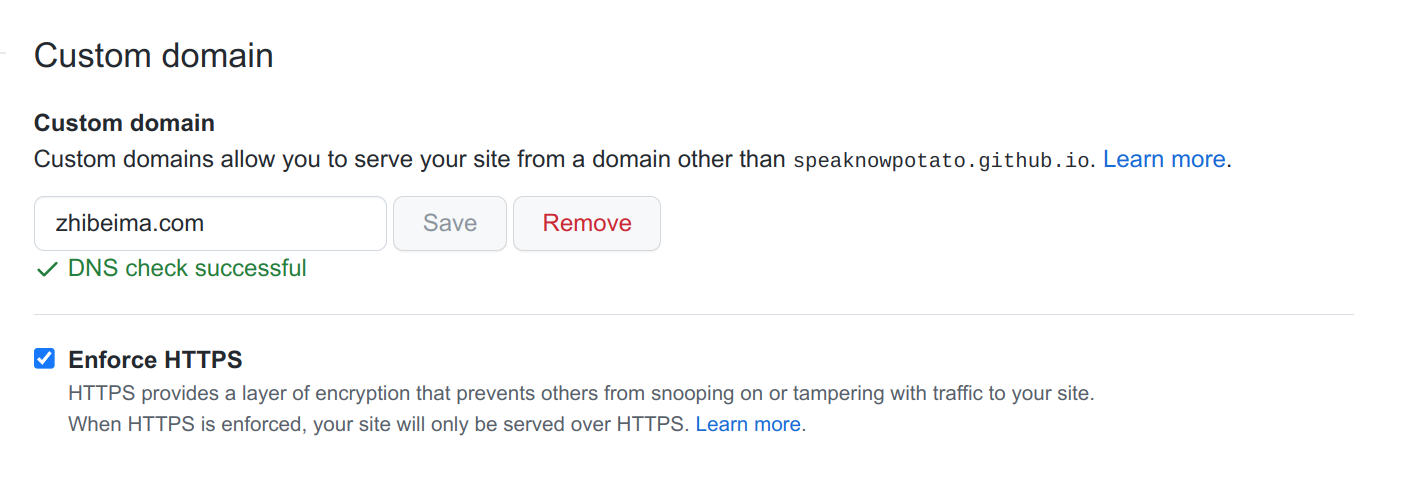 Custom domain
Custom domain
Custom domains allow you to serve your site from a domain other than speaknowpotato.github.io. Learn more.
zhibeima.com Save Remove
DNS check successful
Enforce HTTPS
HTTPS provides a layer of encryption that prevents others from snooping on or tampering with traffic to your site.
When HTTPS is enforced, your site will only be served over HTTPS. Learn more.